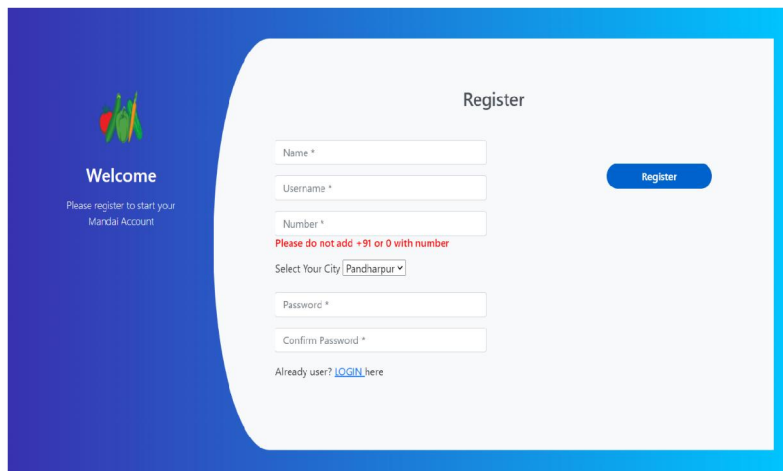 Register
Welcome
Please register to start your
Mandai Account
Name *
Username *
Number *
Please do not add +91 or 0 with number
Select Your City Pandharpur
Password *
Confirm Password *
Already user? LOGIN here
Register